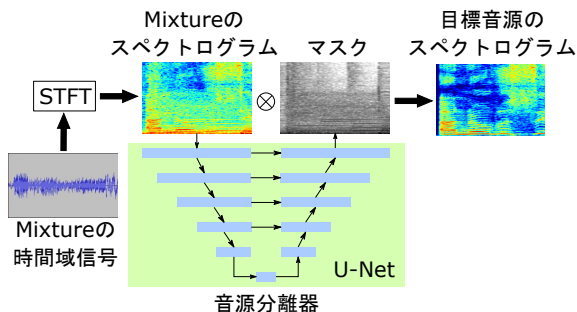 Mixtureの
スペクトログラム
マスク
目標音源の
スペクトログラム
STFT
⊗
Mixtureの
時間域信号
U-Net
音源分離器